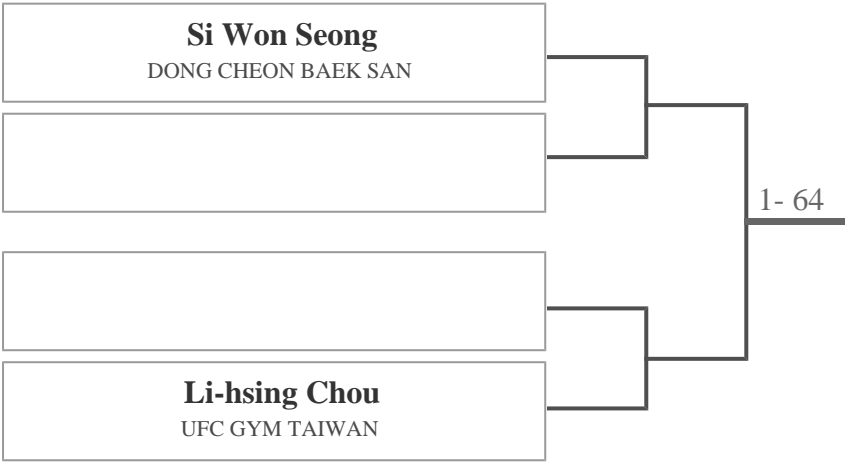 Si Won Seong
DONG CHEON BAEK SAN
1- 64
Li-hsing Chou
UFC GYM TAIWAN